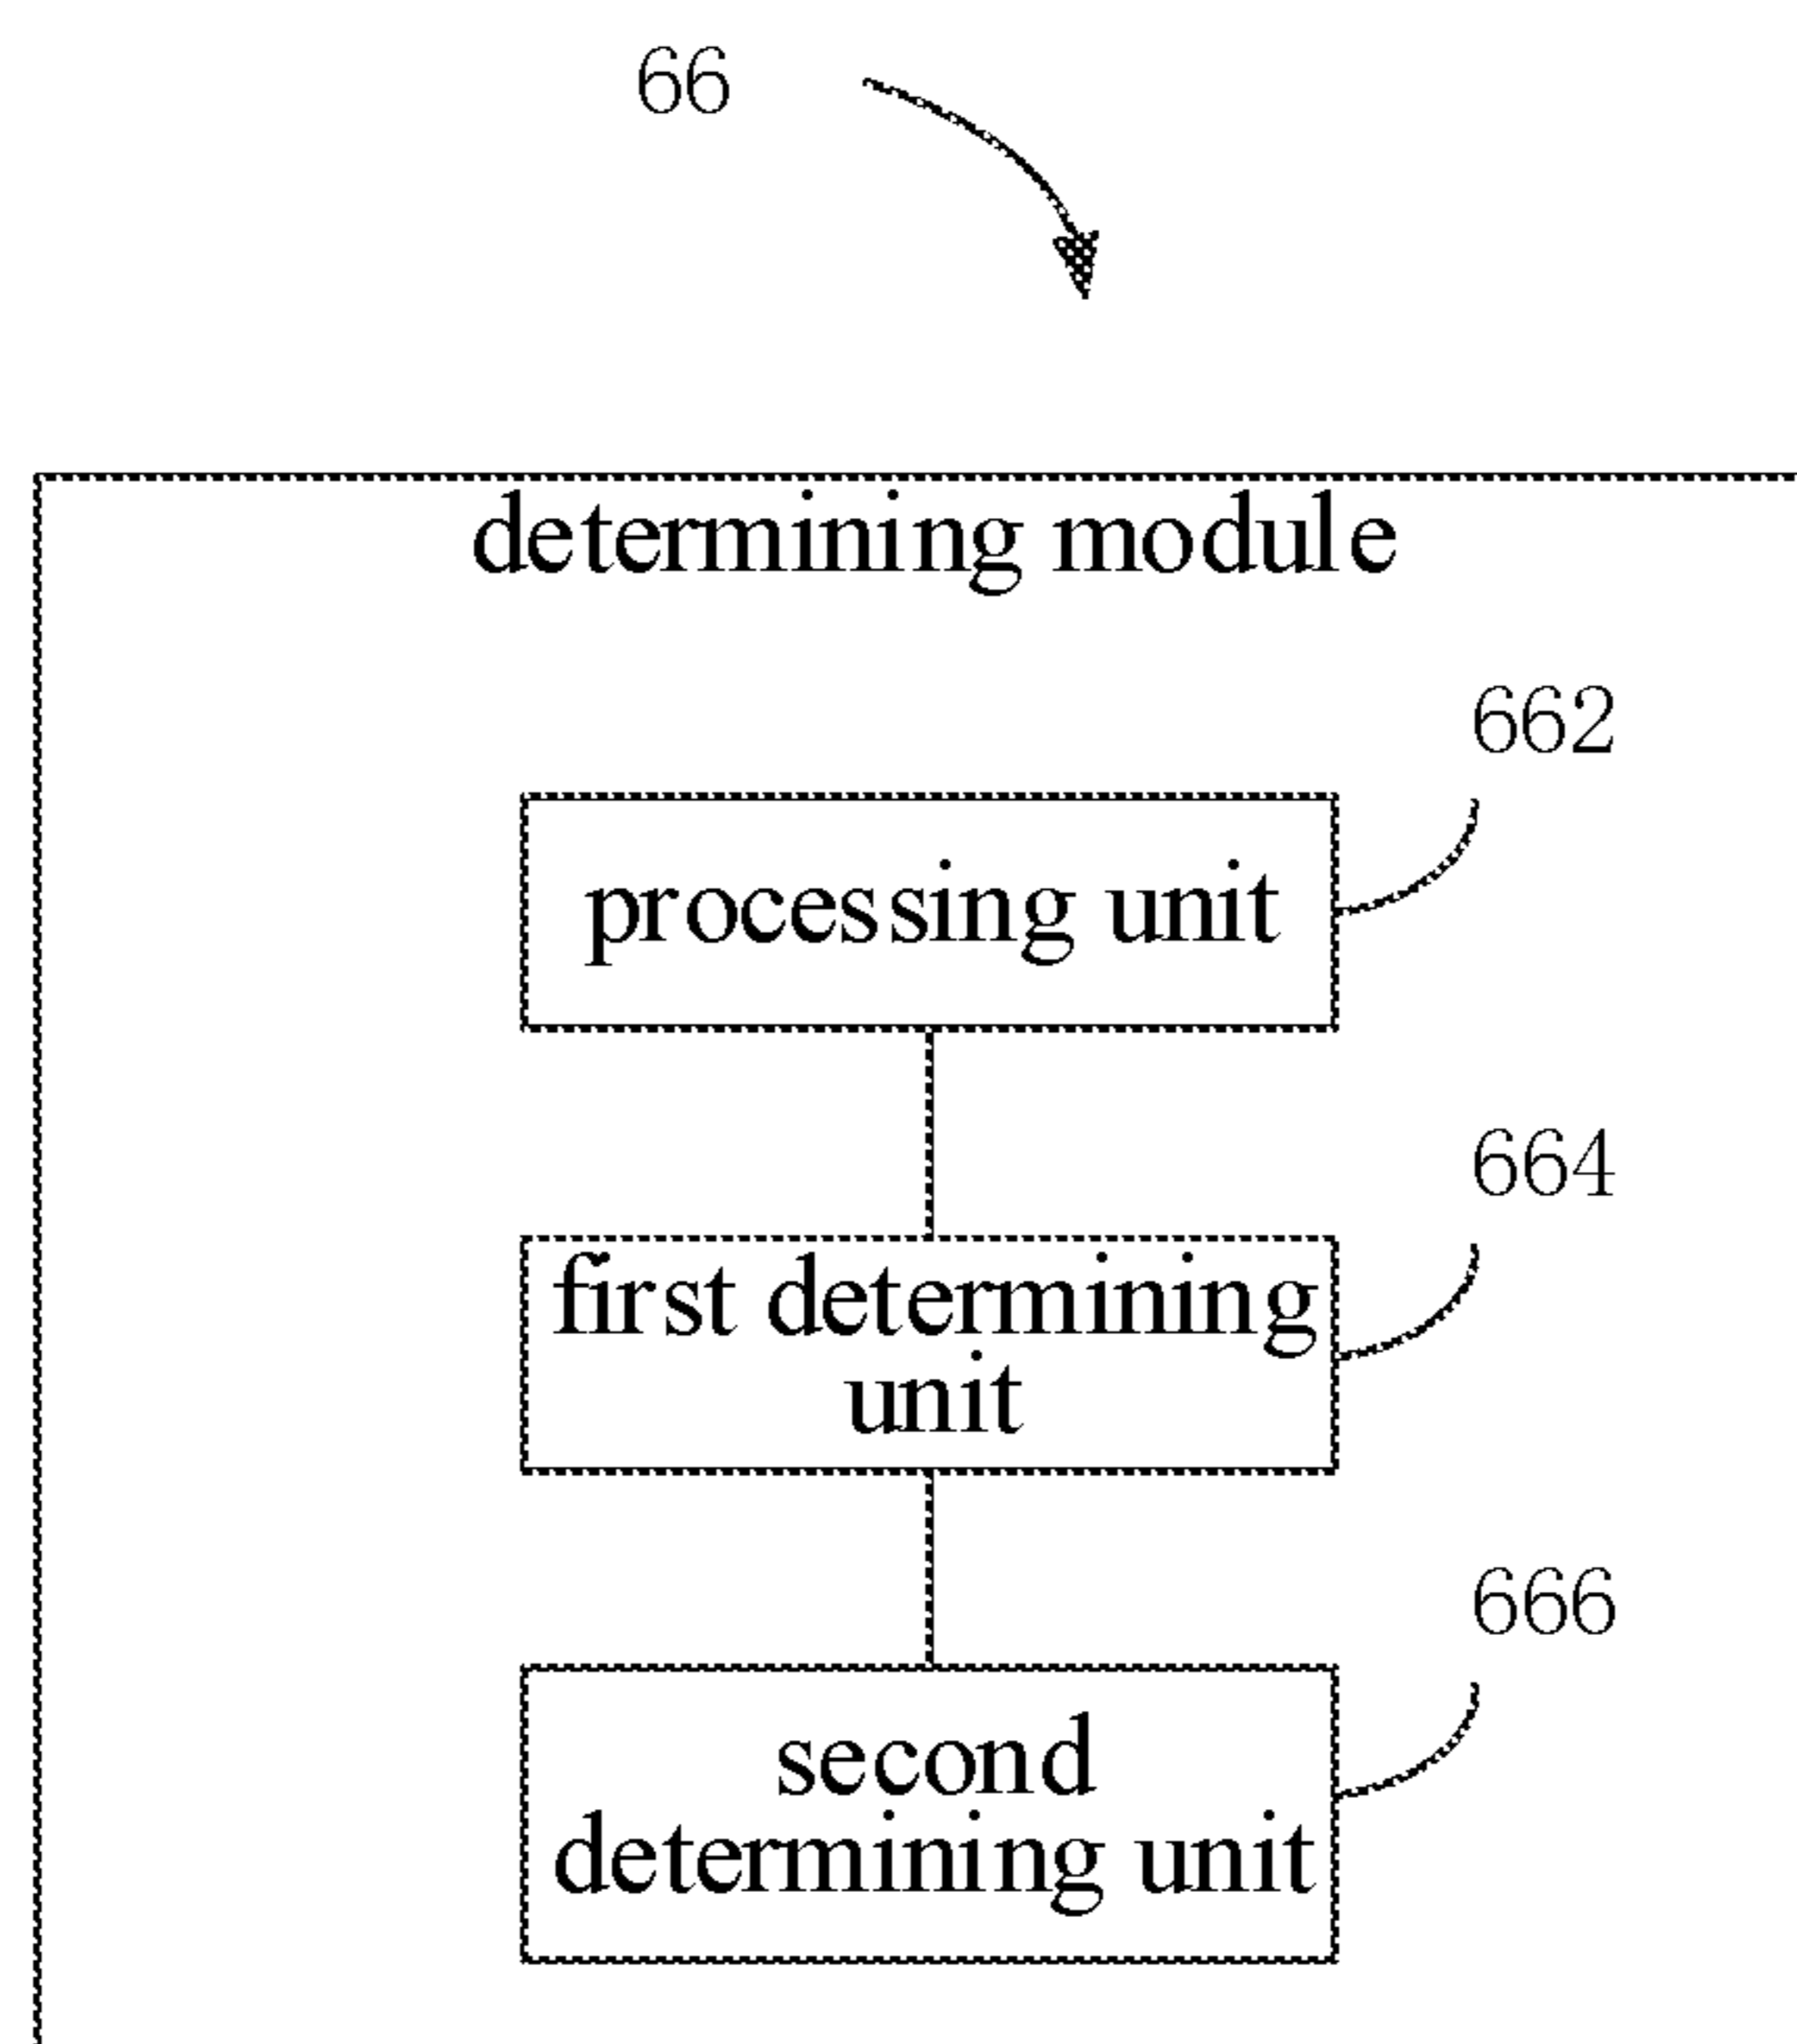 66
determining module
662
processing unit
664
first determining
unit
666
second
determining unit